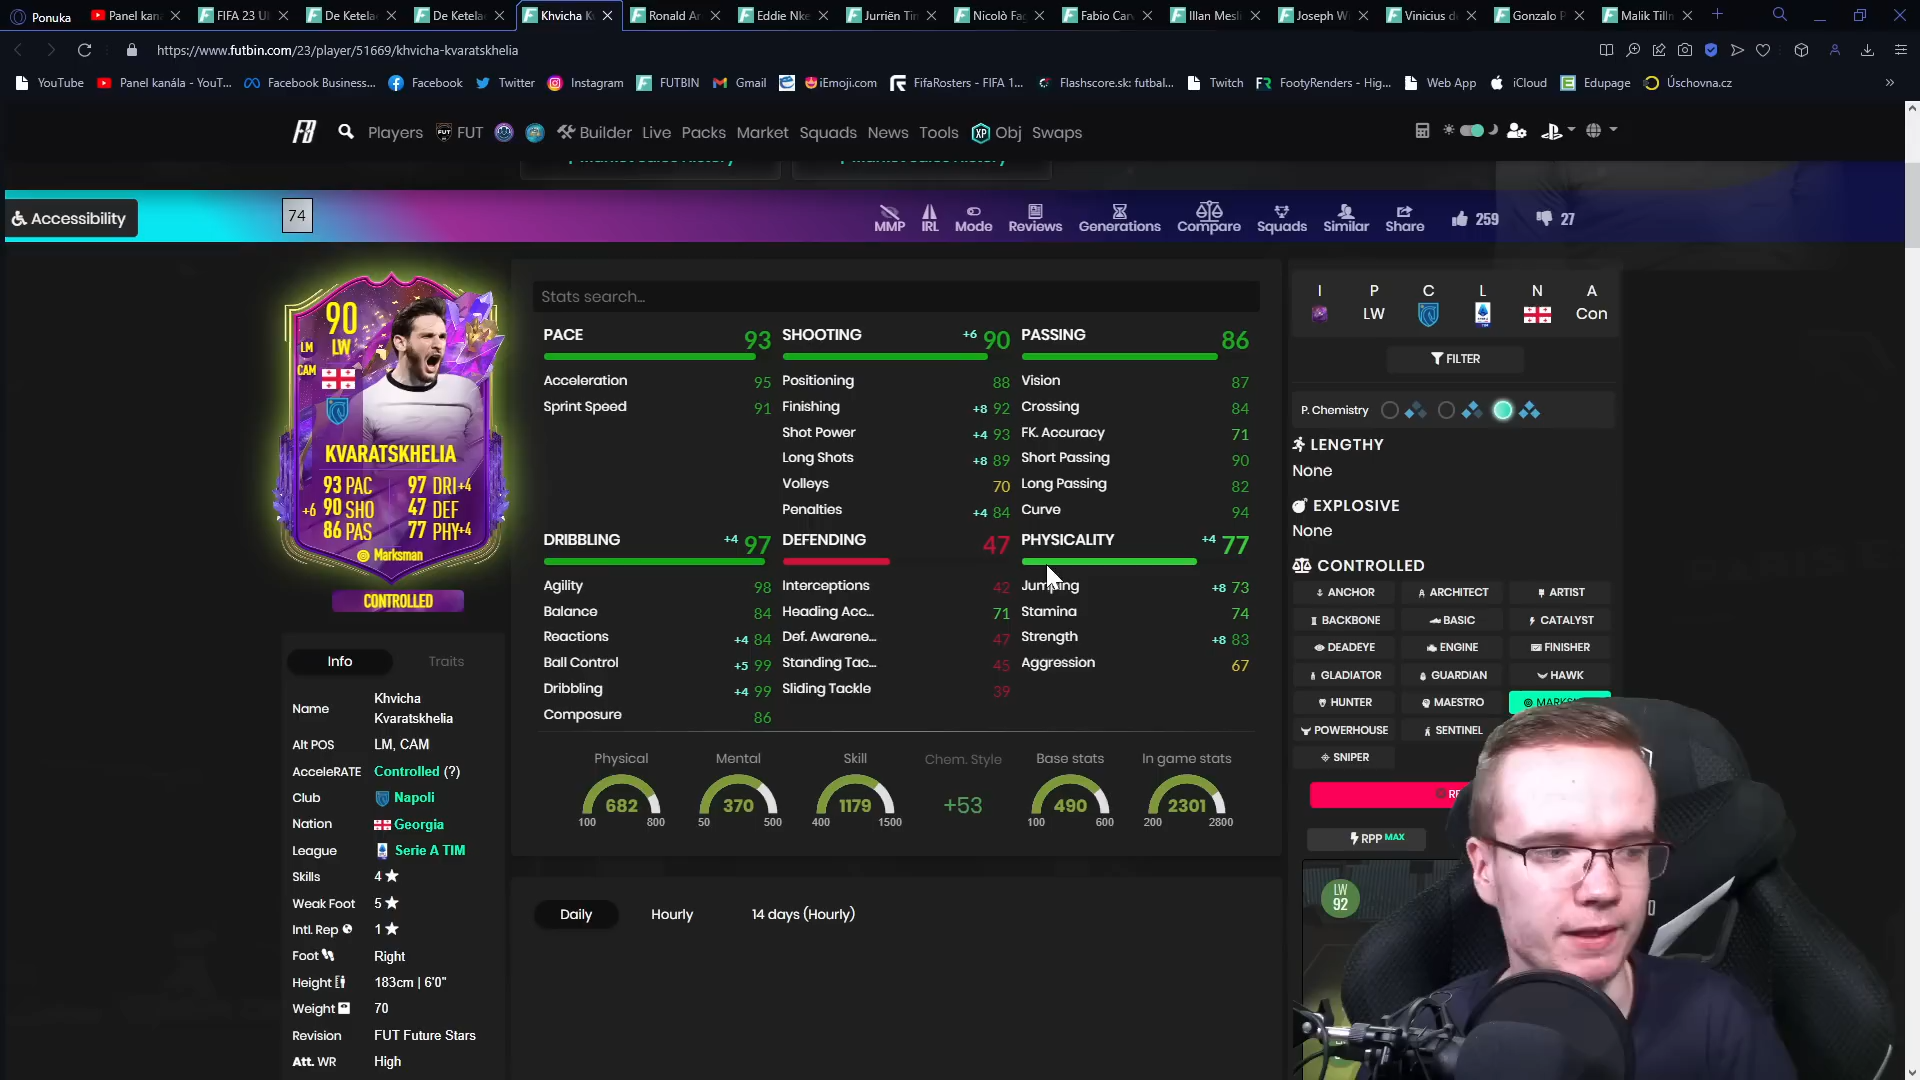 Ponuka
Panel kan
FIFA 23 U
De Ketela
De Ketela
Khvicha K
Ronald Ar
Eddie Nke
Jurriën Tin
Nicolò Fag
Fabio Car
Illan Mesli
Joseph W
Vinicius d
Gonzalo P
Malik Tillm
https://www.futbin.com/23/player/51669/khvicha-kvaratskhelia
YouTube
Panel kanála - YouT...
Facebook Business...
Facebook
Twitter
Instagram
FUTBIN
Gmail
iEmoji.com
FifaRosters - FIFA 1...
Flashscore.sk: futbal...
Twitch
FootyRenders - Hig...
Web App
iCloud
Edupage
Úschovna.cz
Players
FUT
Builder
Live
Packs
Market
Squads
News
Tools
XP Obj
Swaps
Accessibility
74
MMP
IRL
Mode
Reviews
Generations
Compare
Squads
Similar
Share
259
27
90
LW
LM
CAM
KVARATSKHELIA
93 PAC 97 DRI+4
+6 90 SHO 47 DEF
86 PAS 77 PHY+4
Marksman
CONTROLLED
Info Traits
Name Khvicha Kvaratskhelia
Alt POS LM, CAM
AcceleRATE Controlled (?)
Club Napoli
Nation Georgia
League Serie A TIM
Skills 4
Weak Foot 5
Intl. Rep 1
Foot Right
Height 183cm | 6'0"
Weight 70
Revision FUT Future Stars
Att. WR High
Stats search...
PACE 93
Acceleration 95
Sprint Speed 91
SHOOTING +6 90
Positioning 88
Finishing +8 92
Shot Power +4 93
Long Shots +8 89
Volleys 70
Penalties +4 84
PASSING 86
Vision 87
Crossing 84
FK. Accuracy 71
Short Passing 90
Long Passing 82
Curve 94
DRIBBLING +4 97
Agility 98
Balance 84
Reactions +4 84
Ball Control +5 99
Dribbling +4 99
Composure 86
DEFENDING 47
Interceptions 42
Heading Acc... 71
Def. Awarene... 47
Standing Tac... 45
Sliding Tackle 39
PHYSICALITY +4 77
Jumping +8 73
Stamina 74
Strength +8 83
Aggression 67
Physical
682
100 800
Mental
370
50 500
Skill
1179
400 1500
Chem. Style
+53
Base stats
490
100 600
In game stats
2301
200 2800
Daily
Hourly
14 days (Hourly)
I P C L N A
LW Con
FILTER
P. Chemistry
LENGTHY
None
EXPLOSIVE
None
CONTROLLED
ANCHOR ARCHITECT ARTIST
BACKBONE BASIC CATALYST
DEADEYE ENGINE FINISHER
GLADIATOR GUARDIAN HAWK
HUNTER MAESTRO
POWERHOUSE SENTINEL
SNIPER
RPP MAX
LW
92